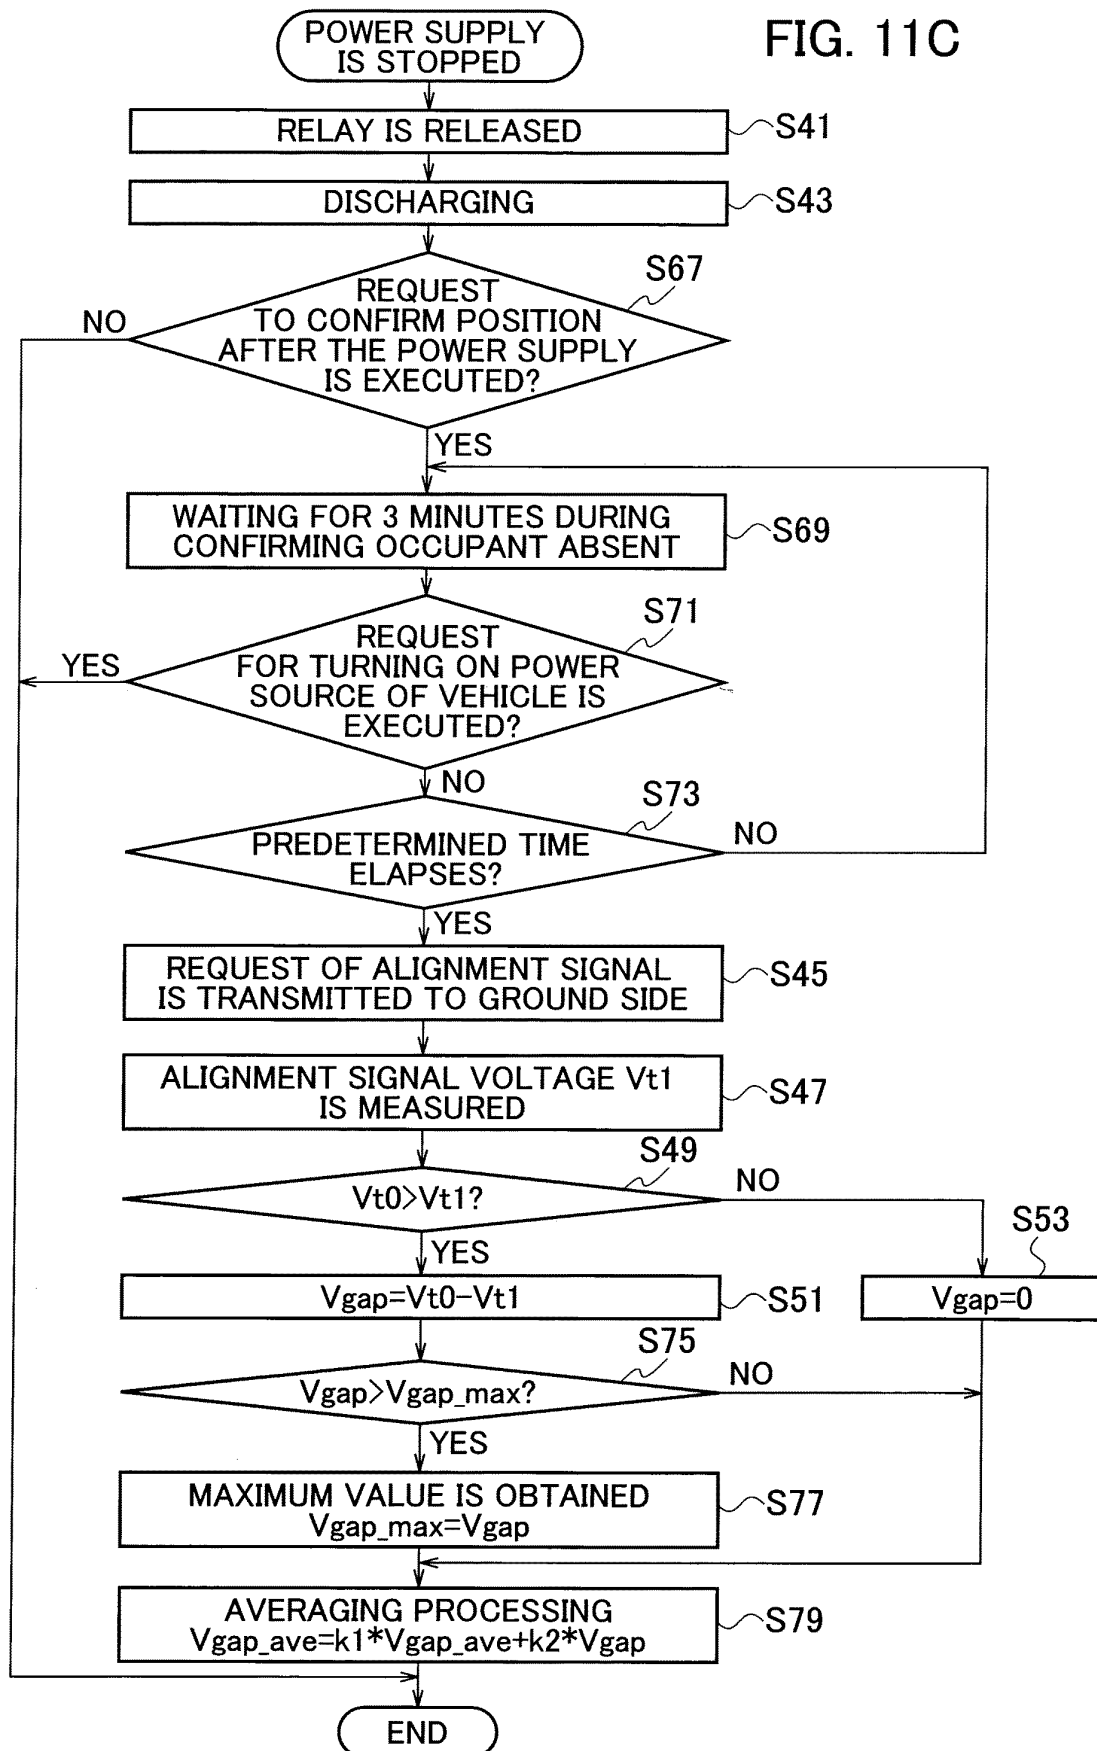 FIG. 11C
POWER SUPPLY
IS STOPPED
RELAY IS RELEASED
S41
DISCHARGING
S43
S67
REQUEST
TO CONFIRM POSITION
AFTER THE POWER SUPPLY
IS EXECUTED?
NO
YES
WAITING FOR 3 MINUTES DURING
CONFIRMING OCCUPANT ABSENT
S69
S71
REQUEST
FOR TURNING ON POWER
SOURCE OF VEHICLE IS
EXECUTED?
YES
NO
S73
PREDETERMINED TIME
ELAPSES?
NO
YES
REQUEST OF ALIGNMENT SIGNAL
IS TRANSMITTED TO GROUND SIDE
S45
ALIGNMENT SIGNAL VOLTAGE Vt1
IS MEASURED
S47
S49
Vt0>Vt1?
NO
YES
S53
Vgap=0
Vgap=Vt0-Vt1
S51
S75
Vgap>Vgap_max?
NO
YES
MAXIMUM VALUE IS OBTAINED
Vgap_max=Vgap
S77
AVERAGING PROCESSING
Vgap_ave=k1*Vgap_ave+k2*Vgap
S79
END